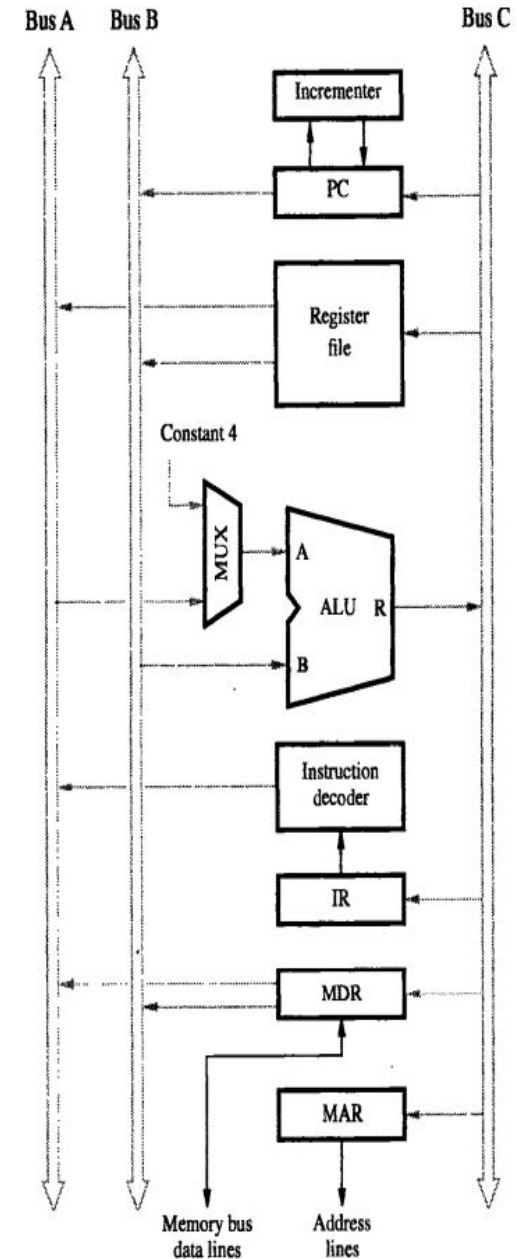 Bus A
Bus B
Bus C
Incrementer
PC
Register
file
Constant 4
MUX
A
ALU
R
B
Instruction
decoder
IR
MDR
MAR
Memory bus
data lines
Address
lines